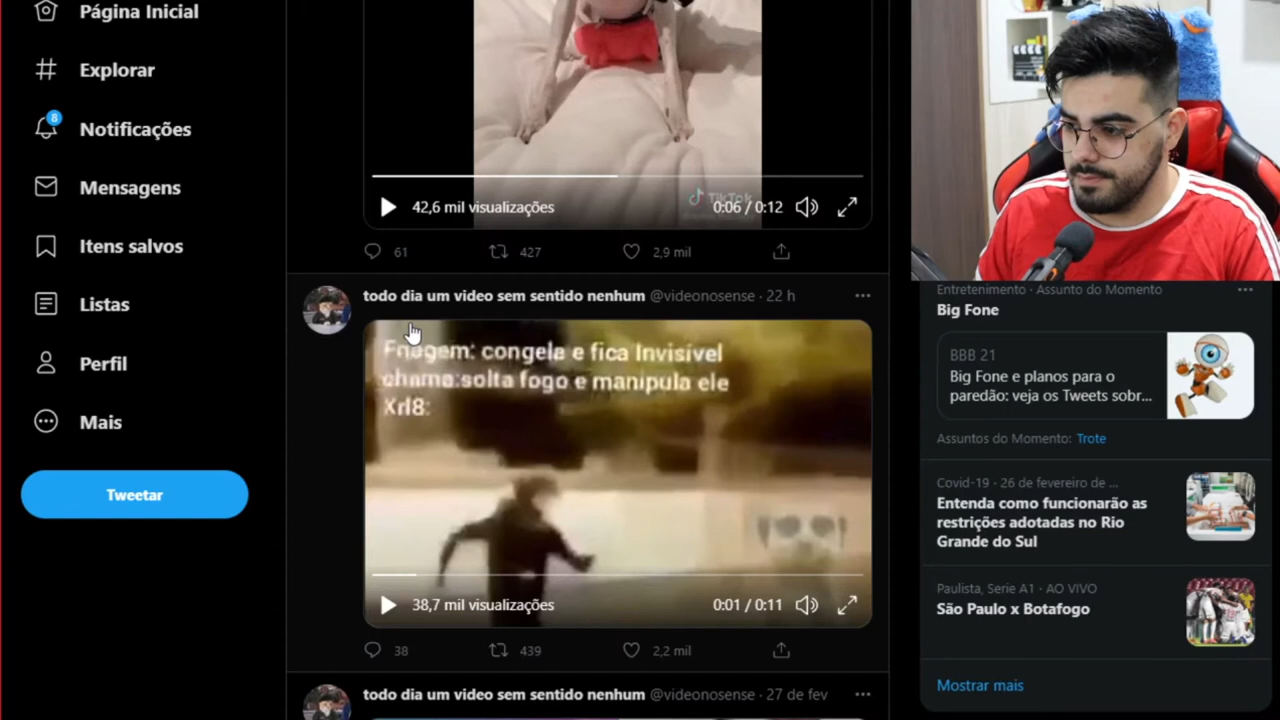 Página Inicial
Explorar
8
Notificações
Mensagens
Itens salvos
Listas
Perfil
Mais
Tweetar
TikTok
42,6 mil visualizações
0:06 / 0:12
61
427
2,9 mil
todo dia um video sem sentido nenhum @videonosense · 22 h
congela e fica Invisível
chama:solta fogo e manipula ele
Xrl8:
38,7 mil visualizações
0:01 / 0:11
38
439
2,2 mil
todo dia um video sem sentido nenhum @videonosense · 27 de fev
Entretenimento · Assunto do Momento
Big Fone
BBB 21
Big Fone e planos para o
paredão: veja os Tweets sobr...
Assuntos do Momento: Trote
Covid-19 · 26 de fevereiro de ...
Entenda como funcionarão as
restrições adotadas no Rio
Grande do Sul
Paulista, Serie A1 · AO VIVO
São Paulo x Botafogo
Mostrar mais